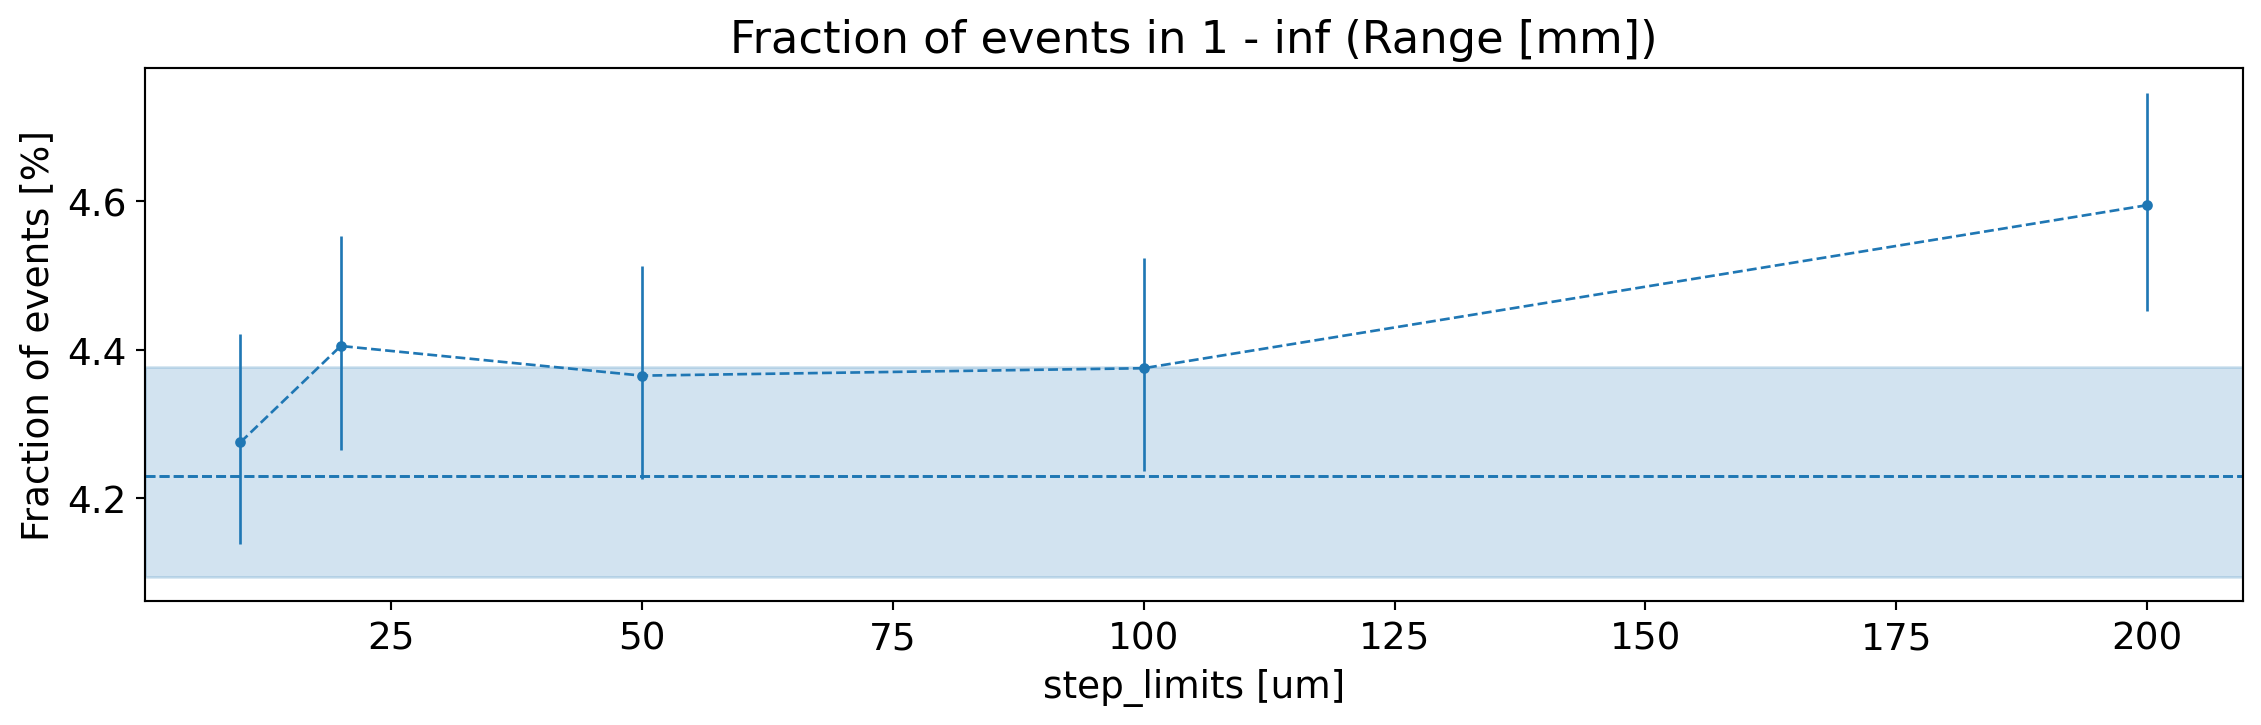 Fraction of events in 1 - inf (Range [mm])
Fraction of events [%]
4.6
4.4
4.2
25 50 75 100 125 150 175 200
step_limits [um]